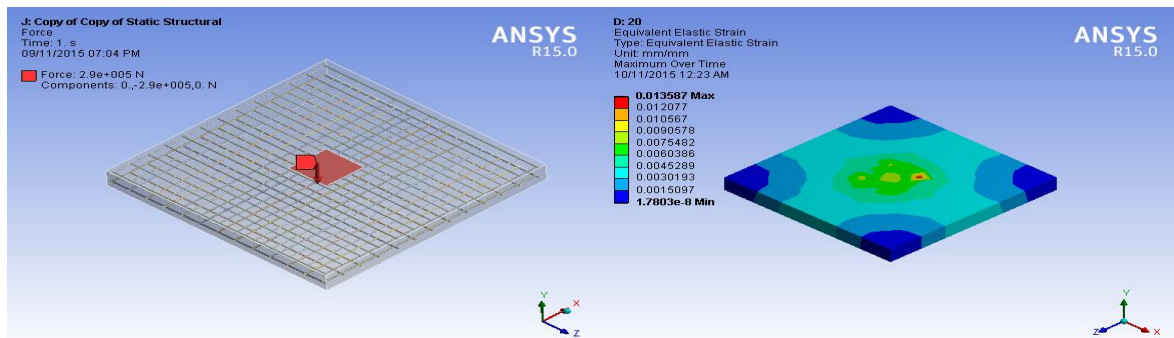 J: Copy of Copy of Static Structural
Force
Time: 1. s
09/11/2015 07:04 PM
Force: 2.9e+005 N
Components: 0.,-2.9e+005,0. N
ANSYS
R15.0
Y
X
Z
D: 20
Equivalent Elastic Strain
Type: Equivalent Elastic Strain
Unit: mm/mm
Maximum Over Time
10/11/2015 12:23 AM
0.013587 Max
0.012077
0.010567
0.0090578
0.0075482
0.0060386
0.0045289
0.0030193
0.0015097
1.7803e-8 Min
ANSYS
R15.0
Y
Z
X